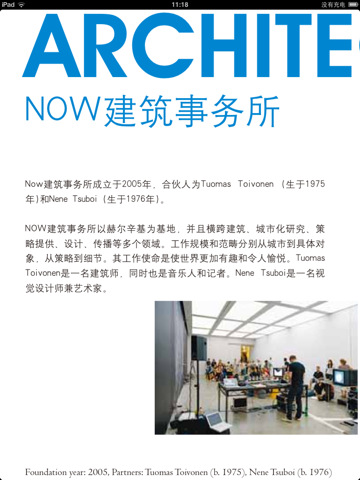 iPad 11:18 没有充电
ARCHITE
NOW建筑事务所
Now建筑事务所成立于2005年，合伙人为Tuomas Toivonen（生于1975
年)和Nene Tsuboi（生于1976年）。
NOW建筑事务所以赫尔辛基为基地，并且横跨建筑、城市化研究、策
略提供、设计、传播等多个领域。工作规模和范畴分别从城市到具体对
象、从策略到细节。其工作使命是使世界更加有趣和令人愉悦。Tuomas
Toivonen是一名建筑师，同时也是音乐人和记者。Nene Tsuboi是一名视
觉设计师兼艺术家。
Foundation year: 2005, Partners: Tuomas Toivonen (b. 1975), Nene Tsuboi (b. 1976)